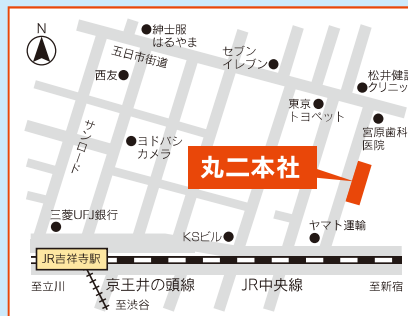 N
紳士服
はるやま
五日市街道
セブン
イレブン
西友
松井健診
クリニック
東京
トヨペット
宮原歯科
医院
サンロード
ヨドバシ
カメラ
丸二本社
三菱UFJ銀行
KSビル
ヤマト運輸
JR吉祥寺駅
至立川
京王井の頭線
JR中央線
至新宿
至渋谷